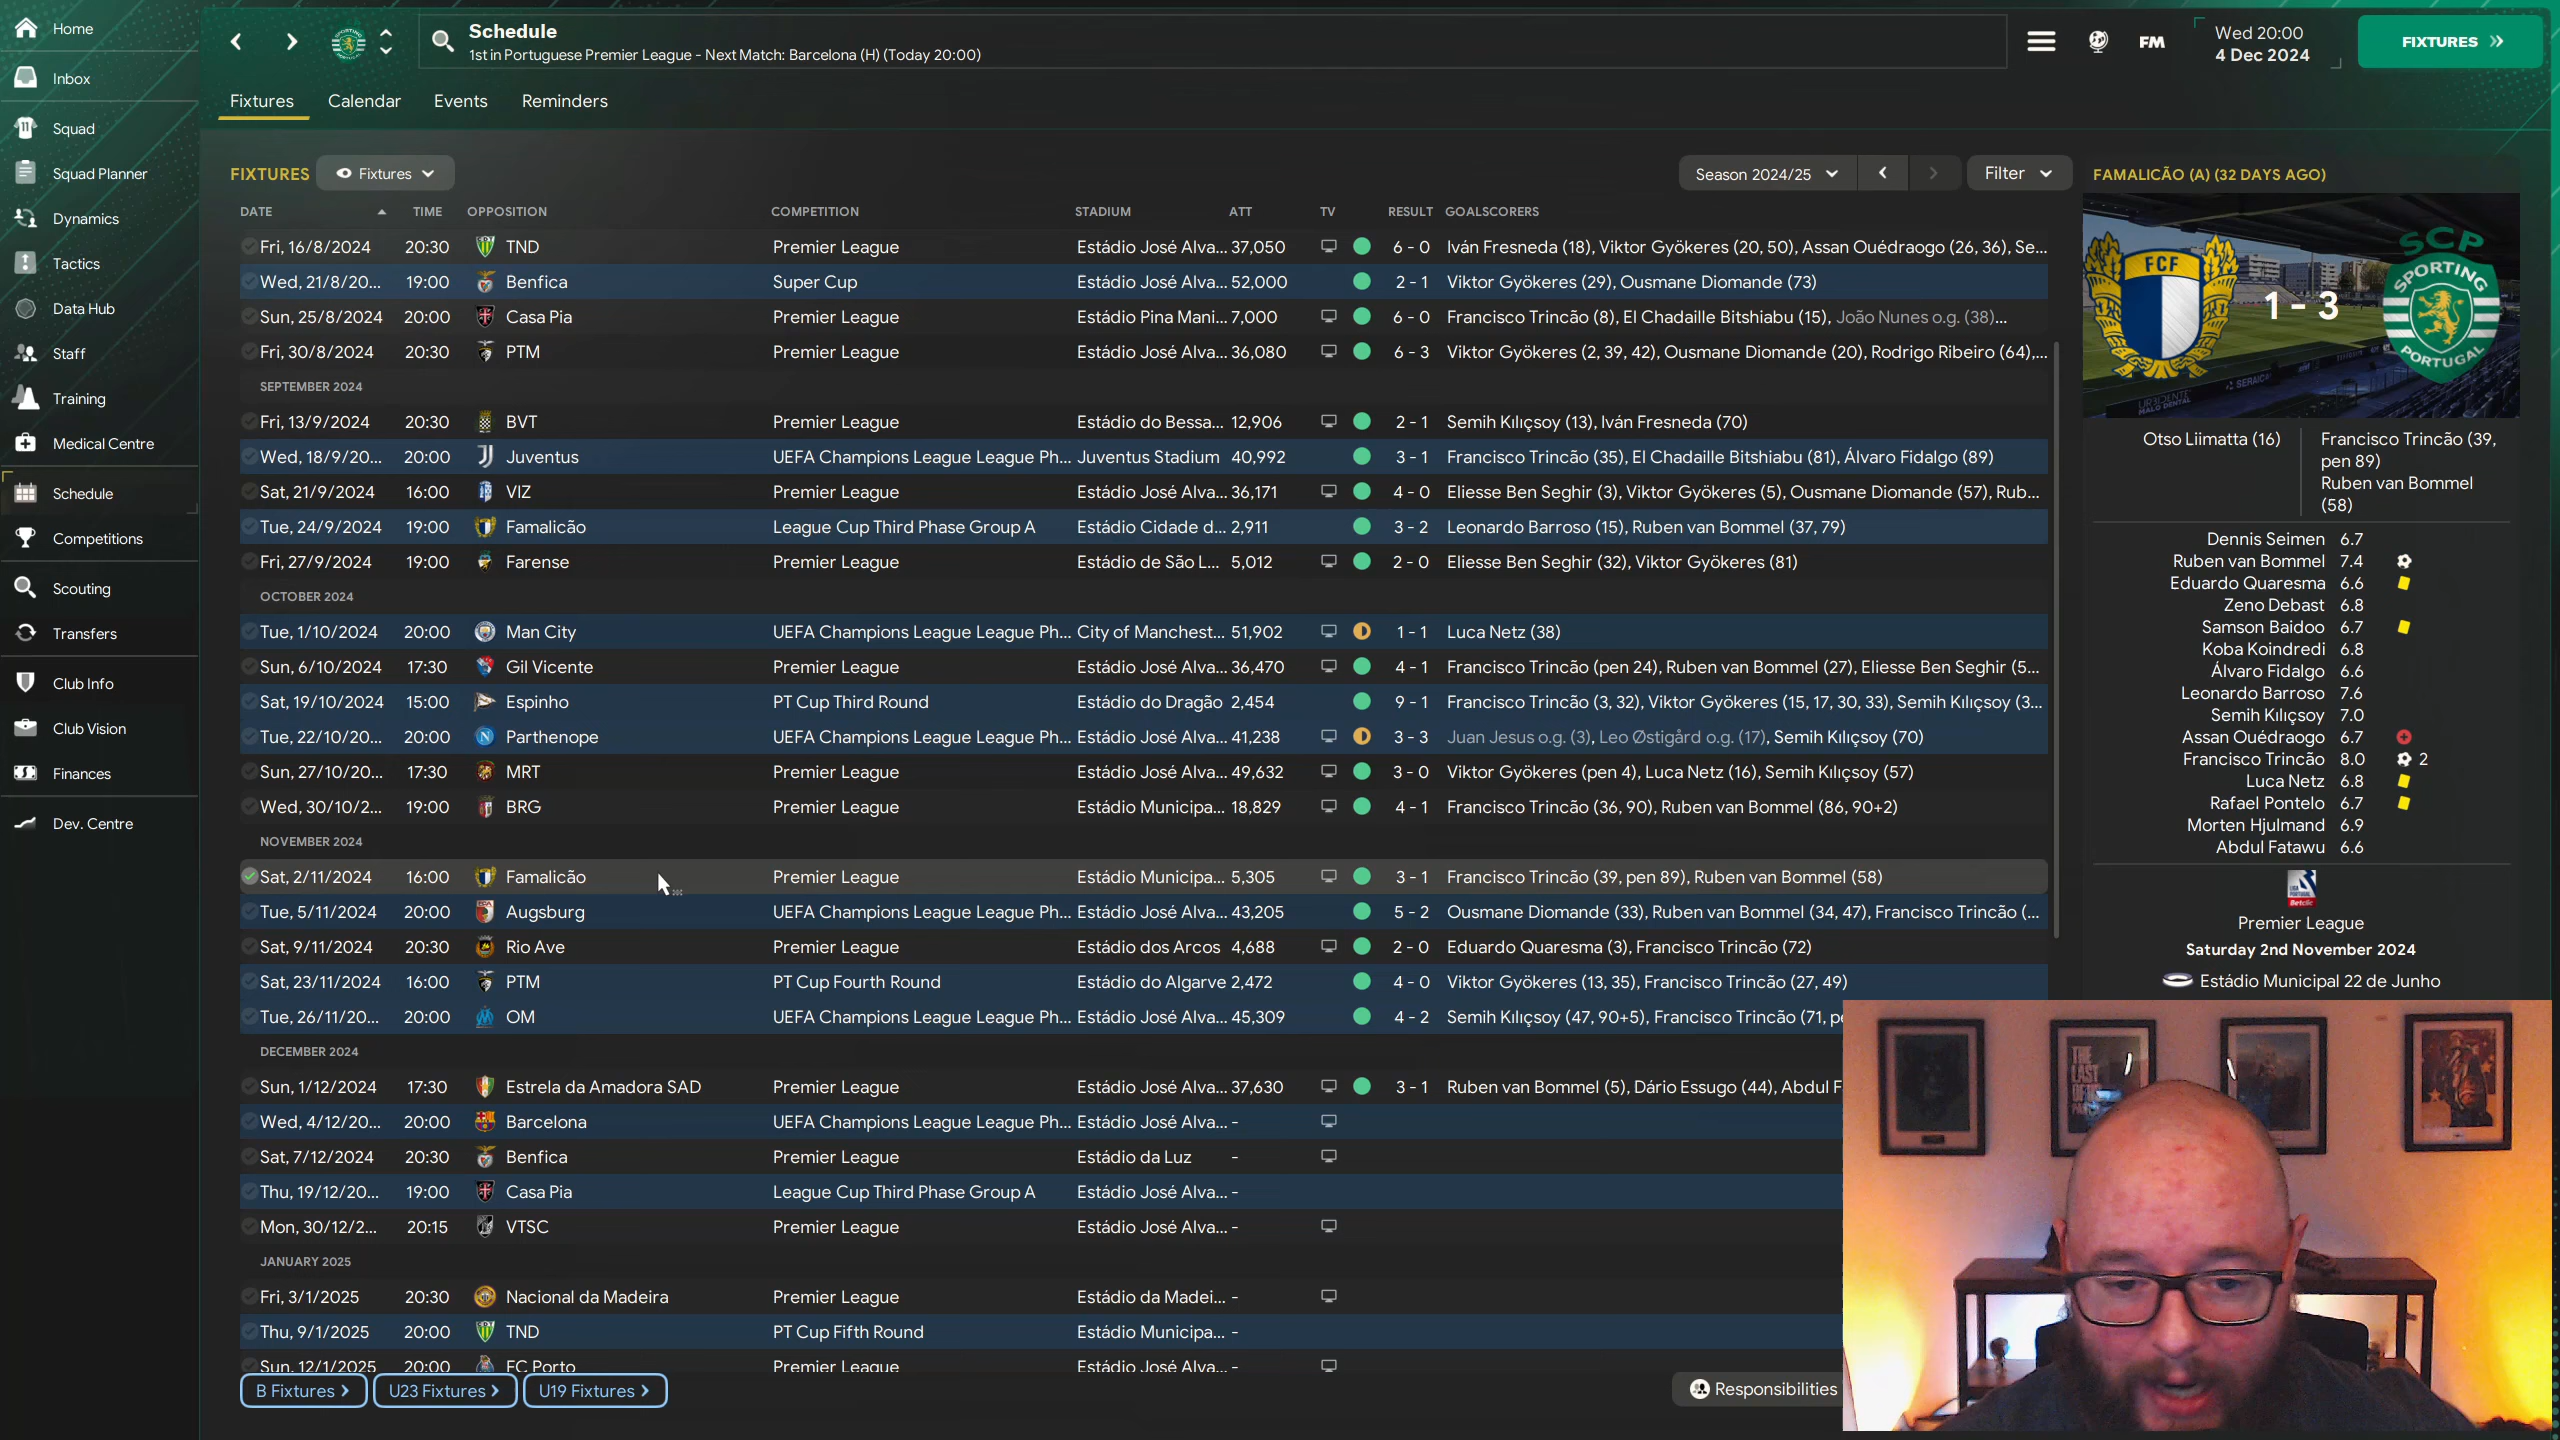 Home
Inbox
Squad
Squad Planner
Dynamics
Tactics
Data Hub
Staff
Training
Medical Centre
Schedule
Competitions
Scouting
Transfers
Club Info
Club Vision
Finances
Dev. Centre
Schedule
1st in Portuguese Premier League - Next Match: Barcelona (H) (Today 20:00)
FM
Wed 20:00
4 Dec 2024
FIXTURES
Fixtures Calendar Events Reminders
FIXTURES Fixtures Season 2024/25 Filter
DATE TIME OPPOSITION COMPETITION STADIUM ATT TV RESULT GOALSCORERS
Fri, 16/8/2024 20:30 TND Premier League Estádio José Alva... 37,050 6 - 0 Iván Fresneda (18), Viktor Gyökeres (20, 50), Assan Ouédraogo (26, 36), Se...
Wed, 21/8/20... 19:00 Benfica Super Cup Estádio José Alva... 52,000 2 - 1 Viktor Gyökeres (29), Ousmane Diomande (73)
Sun, 25/8/2024 20:00 Casa Pia Premier League Estádio Pina Mani... 7,000 6 - 0 Francisco Trincão (8), El Chadaille Bitshiabu (15), João Nunes o.g. (38)...
Fri, 30/8/2024 20:30 PTM Premier League Estádio José Alva... 36,080 6 - 3 Viktor Gyökeres (2, 39, 42), Ousmane Diomande (20), Rodrigo Ribeiro (64),...
SEPTEMBER 2024
Fri, 13/9/2024 20:30 BVT Premier League Estádio do Bessa... 12,906 2 - 1 Semih Kılıçsoy (13), Iván Fresneda (70)
Wed, 18/9/20... 20:00 Juventus UEFA Champions League League Ph... Juventus Stadium 40,992 3 - 1 Francisco Trincão (35), El Chadaille Bitshiabu (81), Álvaro Fidalgo (89)
Sat, 21/9/2024 16:00 VIZ Premier League Estádio José Alva... 36,171 4 - 0 Eliesse Ben Seghir (3), Viktor Gyökeres (5), Ousmane Diomande (57), Rub...
Tue, 24/9/2024 19:00 Famalicão League Cup Third Phase Group A Estádio Cidade d... 2,911 3 - 2 Leonardo Barroso (15), Ruben van Bommel (37, 79)
Fri, 27/9/2024 19:00 Farense Premier League Estádio de São L... 5,012 2 - 0 Eliesse Ben Seghir (32), Viktor Gyökeres (81)
OCTOBER 2024
Tue, 1/10/2024 20:00 Man City UEFA Champions League League Ph... City of Manchest... 51,902 1 - 1 Luca Netz (38)
Sun, 6/10/2024 17:30 Gil Vicente Premier League Estádio José Alva... 36,470 4 - 1 Francisco Trincão (pen 24), Ruben van Bommel (27), Eliesse Ben Seghir (5...
Sat, 19/10/2024 15:00 Espinho PT Cup Third Round Estádio do Dragão 2,454 9 - 1 Francisco Trincão (3, 32), Viktor Gyökeres (15, 17, 30, 33), Semih Kılıçsoy (3...
Tue, 22/10/20... 20:00 Parthenope UEFA Champions League League Ph... Estádio José Alva... 41,238 3 - 3 Juan Jesus o.g. (3), Leo Østigård o.g. (17), Semih Kılıçsoy (70)
Sun, 27/10/20... 17:30 MRT Premier League Estádio José Alva... 49,632 3 - 0 Viktor Gyökeres (pen 4), Luca Netz (16), Semih Kılıçsoy (57)
Wed, 30/10/2... 19:00 BRG Premier League Estádio Municipa... 18,829 4 - 1 Francisco Trincão (36, 90), Ruben van Bommel (86, 90+2)
NOVEMBER 2024
Sat, 2/11/2024 16:00 Famalicão Premier League Estádio Municipa... 5,305 3 - 1 Francisco Trincão (39, pen 89), Ruben van Bommel (58)
Tue, 5/11/2024 20:00 Augsburg UEFA Champions League League Ph... Estádio José Alva... 43,205 5 - 2 Ousmane Diomande (33), Ruben van Bommel (34, 47), Francisco Trincão (...
Sat, 9/11/2024 20:30 Rio Ave Premier League Estádio dos Arcos 4,688 2 - 0 Eduardo Quaresma (3), Francisco Trincão (72)
Sat, 23/11/2024 16:00 PTM PT Cup Fourth Round Estádio do Algarve 2,472 4 - 0 Viktor Gyökeres (13, 35), Francisco Trincão (27, 49)
Tue, 26/11/20... 20:00 OM UEFA Champions League League Ph... Estádio José Alva... 45,309 4 - 2 Semih Kılıçsoy (47, 90+5), Francisco Trincão (71, pe
DECEMBER 2024
Sun, 1/12/2024 17:30 Estrela da Amadora SAD Premier League Estádio José Alva... 37,630 3 - 1 Ruben van Bommel (5), Dário Essugo (44), Abdul F
Wed, 4/12/20... 20:00 Barcelona UEFA Champions League League Ph... Estádio José Alva... -
Sat, 7/12/2024 20:30 Benfica Premier League Estádio da Luz -
Thu, 19/12/20... 19:00 Casa Pia League Cup Third Phase Group A Estádio José Alva... -
Mon, 30/12/2... 20:15 VTSC Premier League Estádio José Alva... -
JANUARY 2025
Fri, 3/1/2025 20:30 Nacional da Madeira Premier League Estádio da Madei... -
Thu, 9/1/2025 20:00 TND PT Cup Fifth Round Estádio Municipa... -
Sun, 12/1/2025 20:00 FC Porto Premier League Estádio José Alva... -
B Fixtures U23 Fixtures U19 Fixtures Responsibilities
FAMALICÃO (A) (32 DAYS AGO)
FCF
1 - 3
SCP
SPORTING
PORTUGAL
Otso Liimatta (16)
Francisco Trincão (39,
pen 89)
Ruben van Bommel
(58)
Dennis Seimen 6.7
Ruben van Bommel 7.4
Eduardo Quaresma 6.6
Zeno Debast 6.8
Samson Baidoo 6.7
Koba Koindredi 6.8
Álvaro Fidalgo 6.6
Leonardo Barroso 7.6
Semih Kılıçsoy 7.0
Assan Ouédraogo 6.7
Francisco Trincão 8.0 2
Luca Netz 6.8
Rafael Pontelo 6.7
Morten Hjulmand 6.9
Abdul Fatawu 6.6
Betclic
Premier League
Saturday 2nd November 2024
Estádio Municipal 22 de Junho
THE
LAST
OF